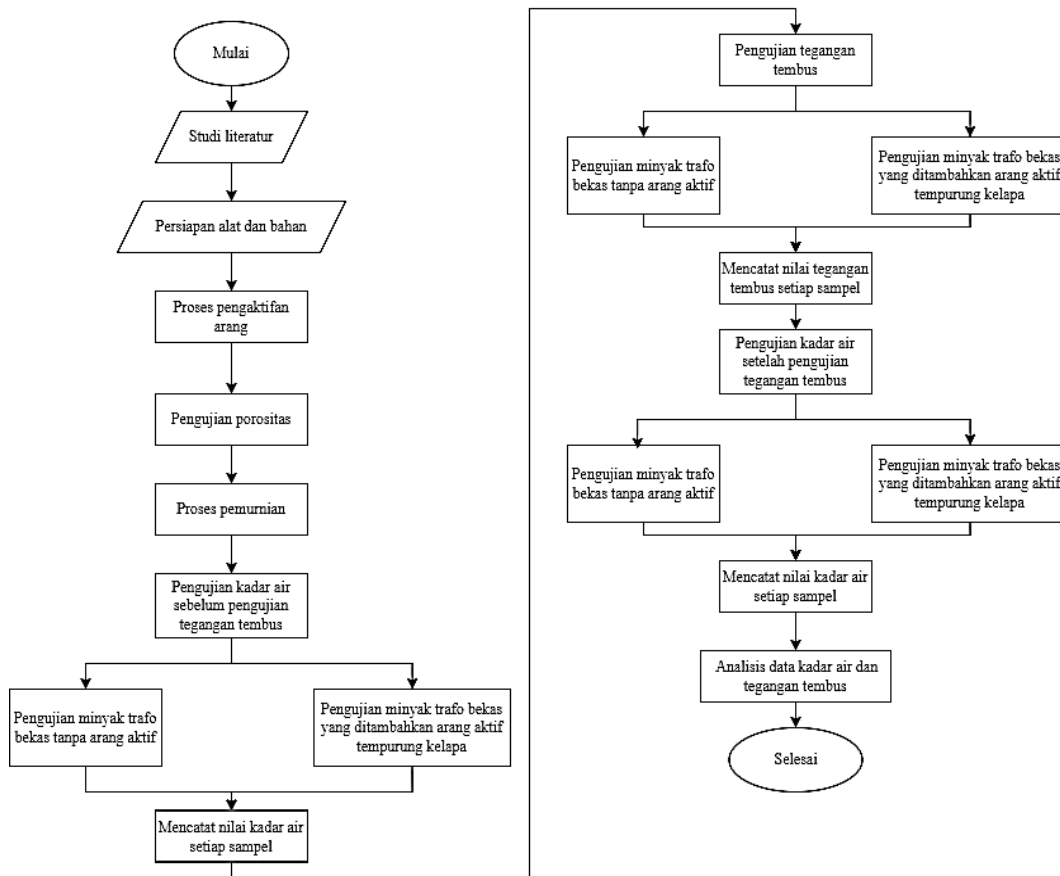 Mulai
Studi literatur
Persiapan alat dan bahan
Proses pengaktifan
arang
Pengujian porositas
Proses pemurnian
Pengujian kadar air
sebelum pengujian
tegangan tembus
Pengujian minyak trafo
bekas tanpa arang aktif
Pengujian minyak trafo bekas
yang ditambahkan arang aktif
tempurung kelapa
Mencatat nilai kadar air
setiap sampel
Pengujian tegangan
tembus
Pengujian minyak trafo
bekas tanpa arang aktif
Pengujian minyak trafo bekas
yang ditambahkan arang aktif
tempurung kelapa
Mencatat nilai tegangan
tembus setiap sampel
Pengujian kadar air
setelah pengujian
tegangan tembus
Pengujian minyak trafo
bekas tanpa arang aktif
Pengujian minyak trafo bekas
yang ditambahkan arang aktif
tempurung kelapa
Mencatat nilai kadar air
setiap sampel
Analisis data kadar air dan
tegangan tembus
Selesai